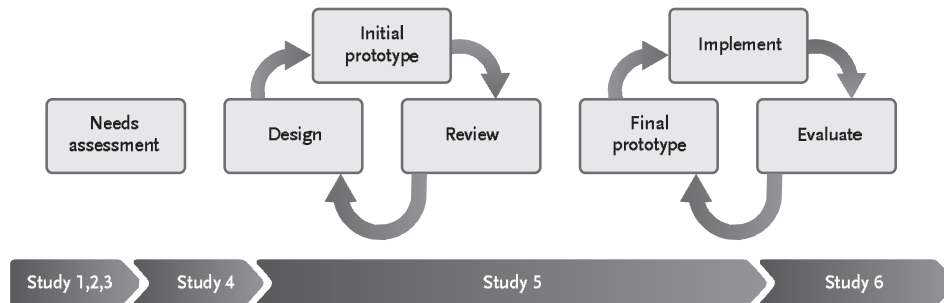 Initial
prototype
Implement
Needs
assessment
Design
Review
Final
prototype
Evaluate
Study 1,2,3
Study 4
Study 5
Study 6